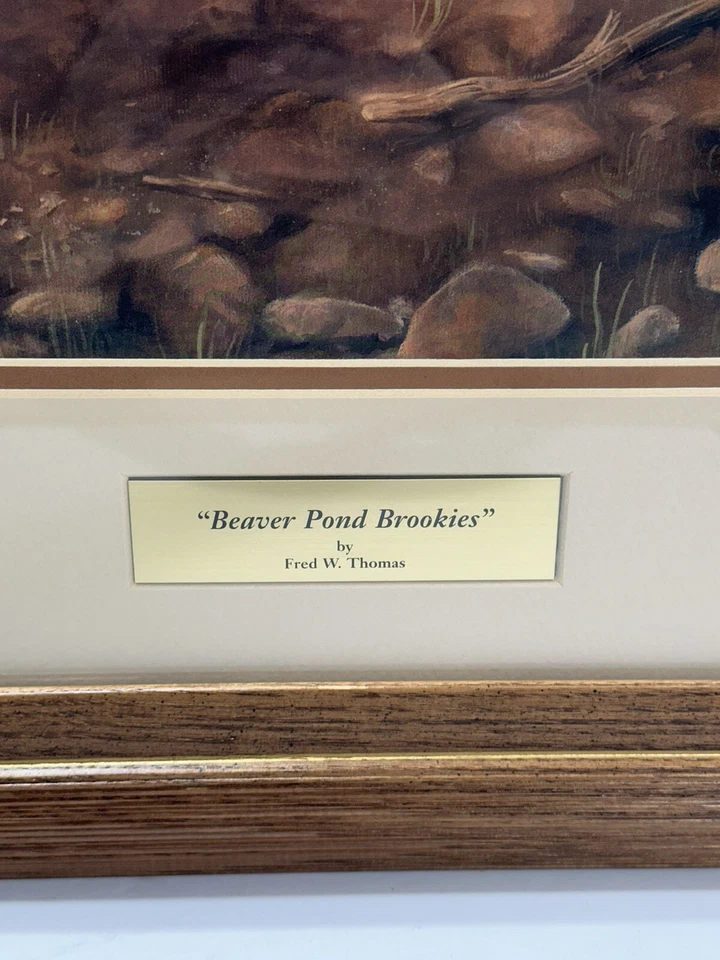 “Beaver Pond Brookies”
by
Fred W. Thomas